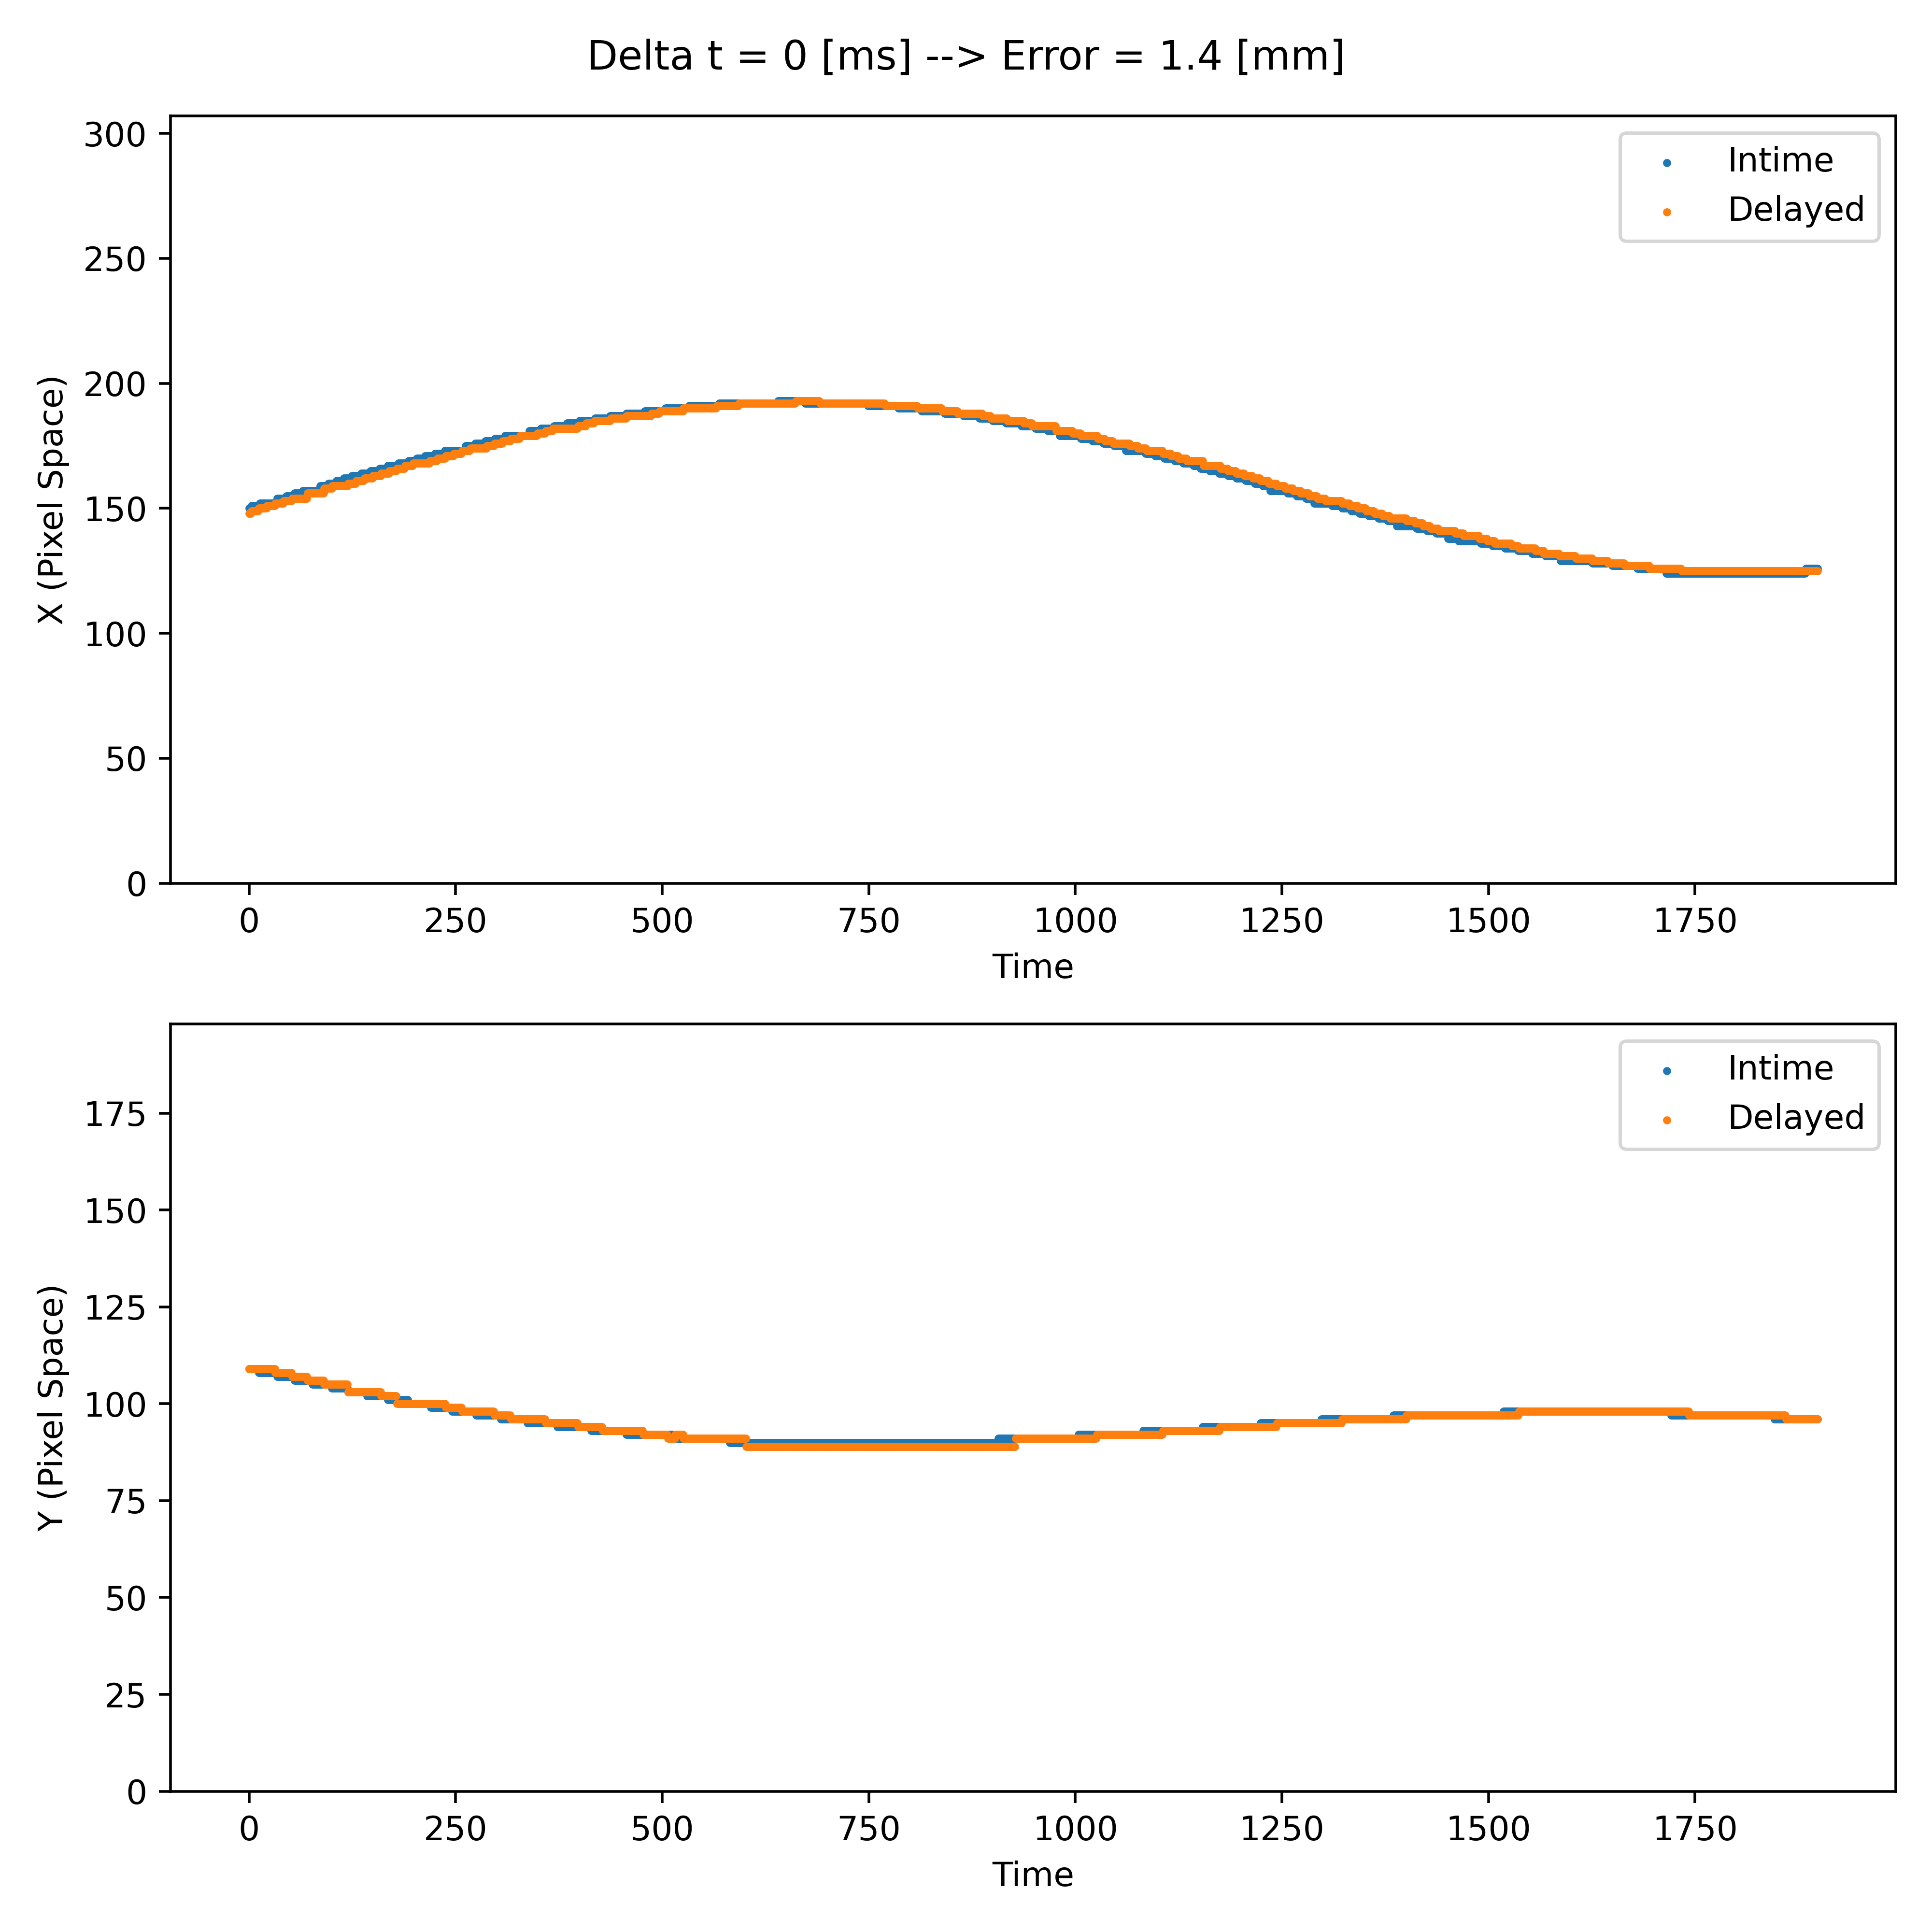 Delta t = 0 [ms] --> Error = 1.4 [mm]
300
250
200
150
100
50
0
X (Pixel Space)
Intime
Delayed
0 250 500 750 1000 1250 1500 1750
Time
175
150
125
100
75
50
25
0
Y (Pixel Space)
Intime
Delayed
0 250 500 750 1000 1250 1500 1750
Time